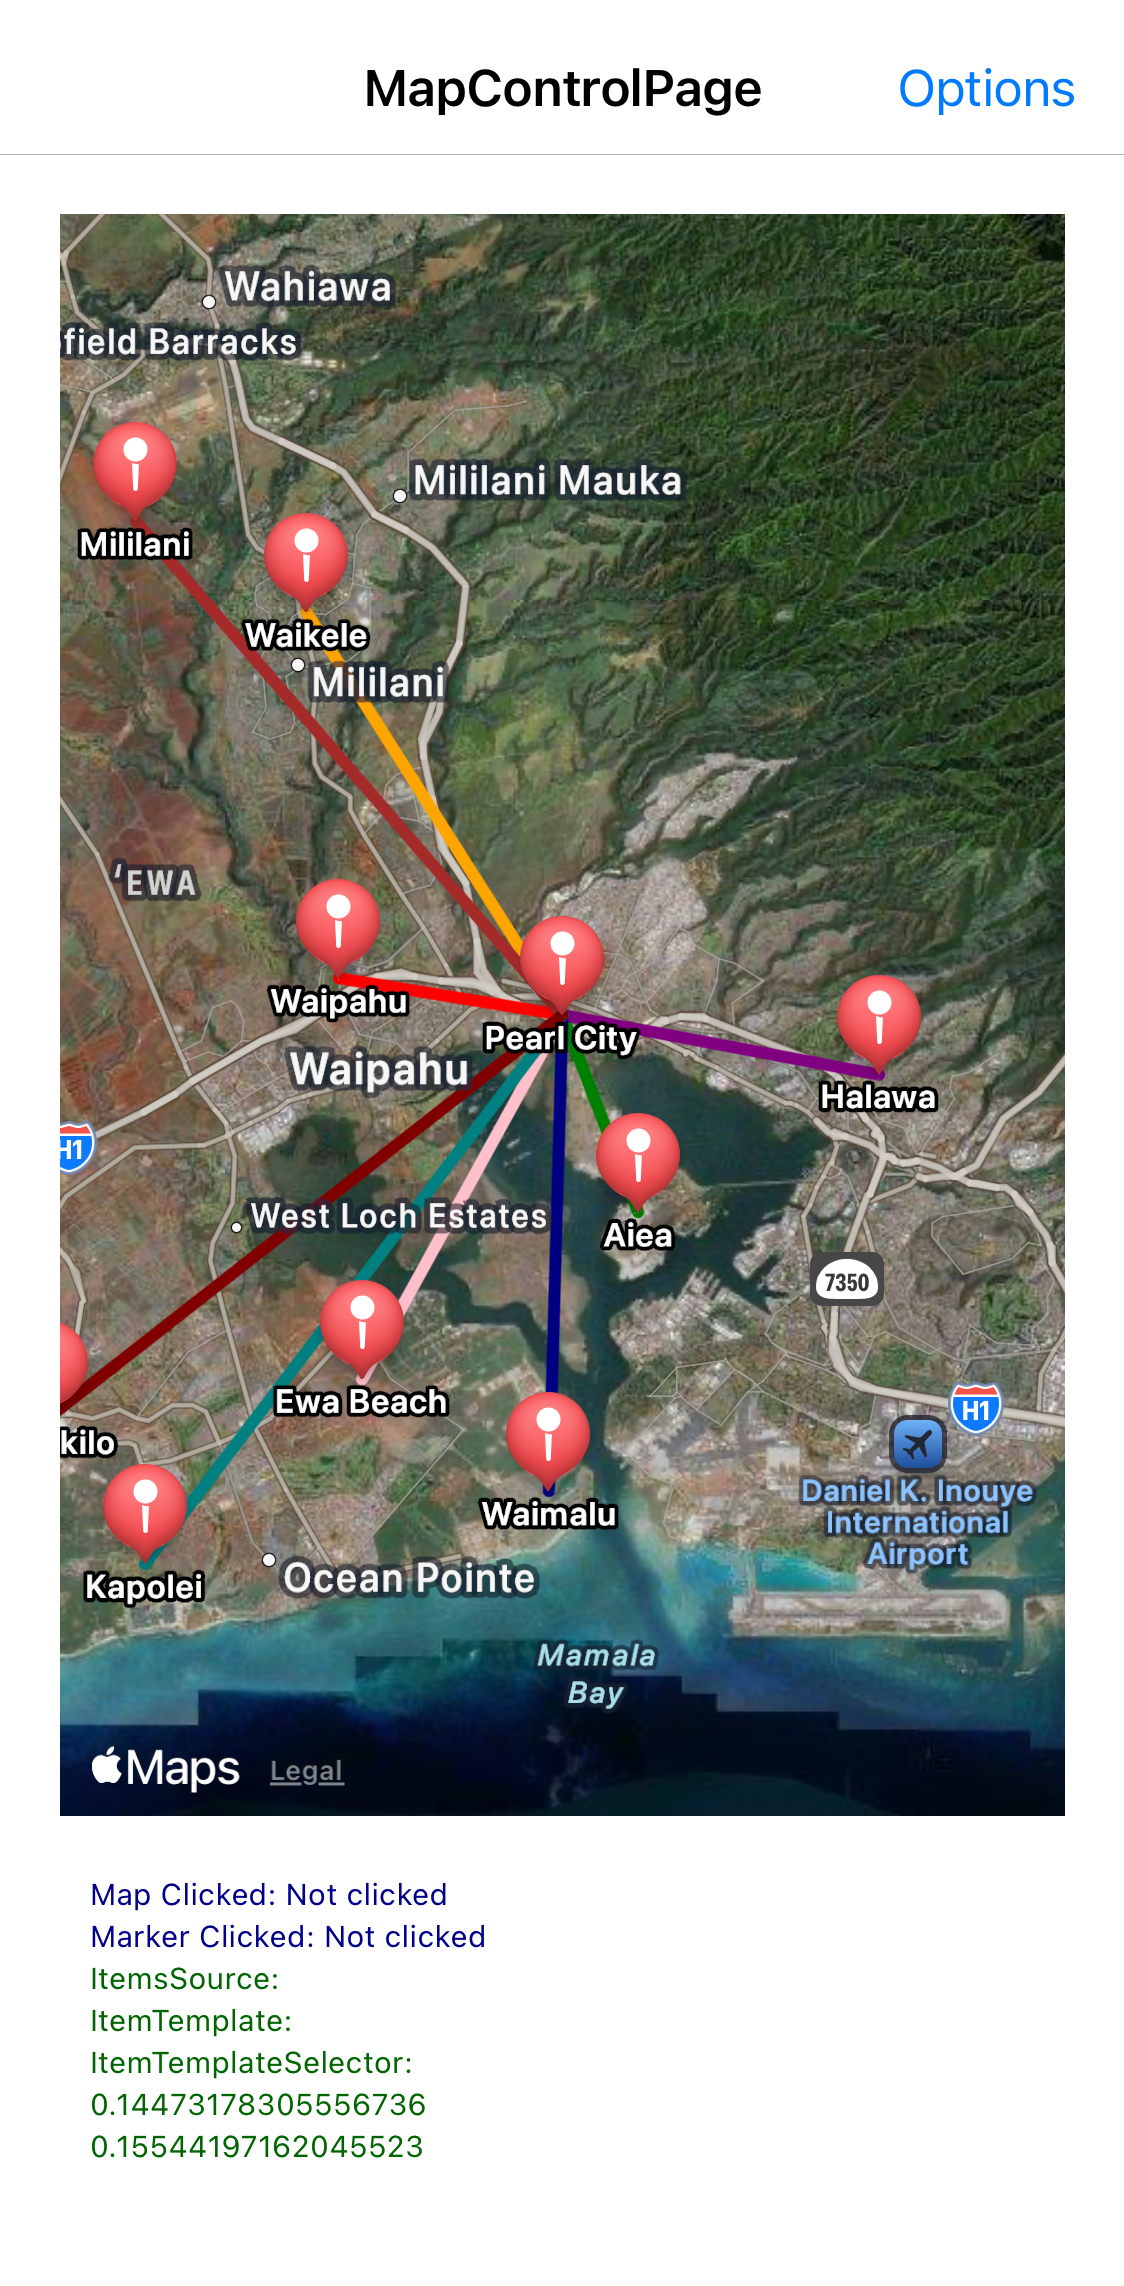 MapControlPage
Options
Wahiawa
field Barracks
Mililani Mauka
Mililani
Waikele
Mililani
ʻEWA
Waipahu
Pearl City
Waipahu
Halawa
H1
West Loch Estates
Aiea
7350
Ewa Beach
H1
kilo
Daniel K. Inouye
International
Airport
Waimalu
Kapolei
Ocean Pointe
Mamala
Bay
Maps
Legal
Map Clicked: Not clicked
Marker Clicked: Not clicked
ItemsSource:
ItemTemplate:
ItemTemplateSelector:
0.14473178305556736
0.15544197162045523